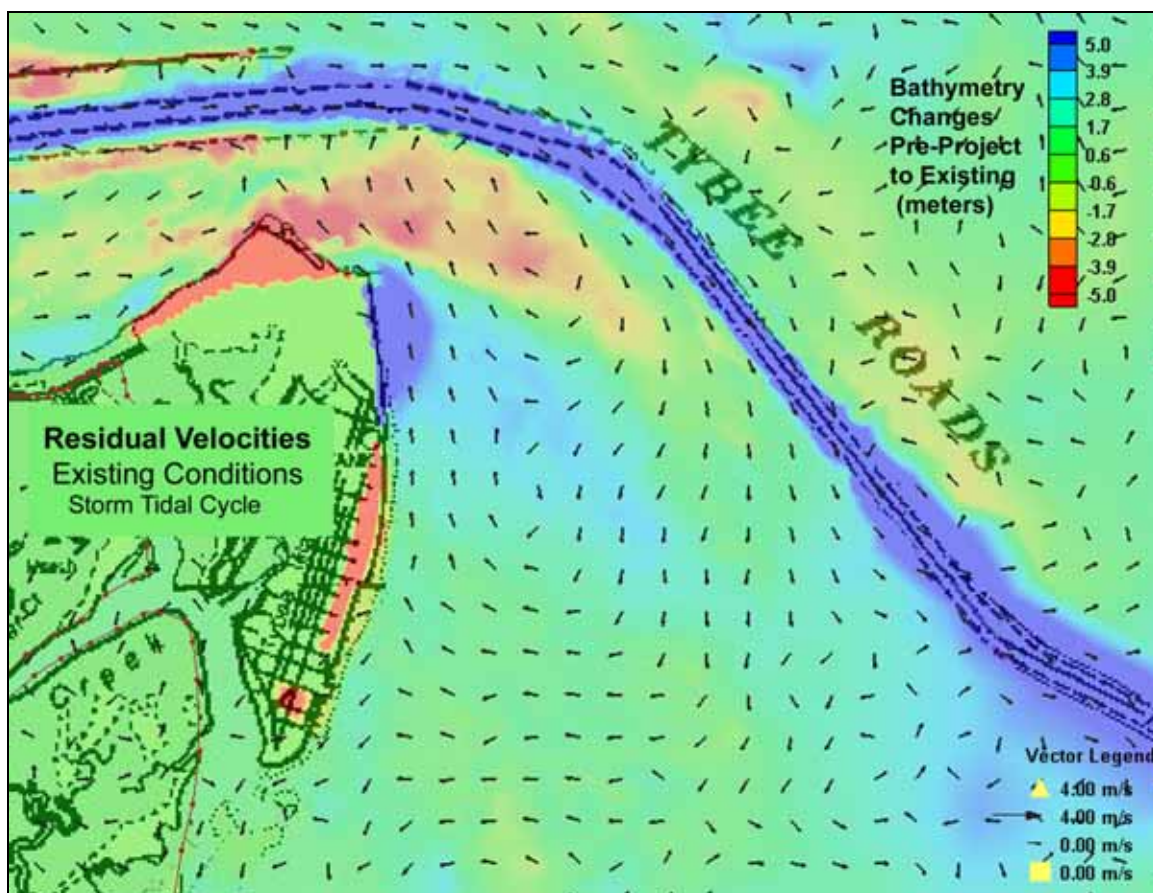 Bathymetry
Changes
Pre-Project
to Existing
(meters)
5.0
3.9
2.8
1.7
0.6
-0.6
-1.7
-2.8
-3.9
-5.0
TYBEE
ROADS
Residual Velocities
Existing Conditions
Storm Tidal Cycle
Creek
4
Vector Legend
4.00 m/s
4.00 m/s
0.00 m/s
0.00 m/s